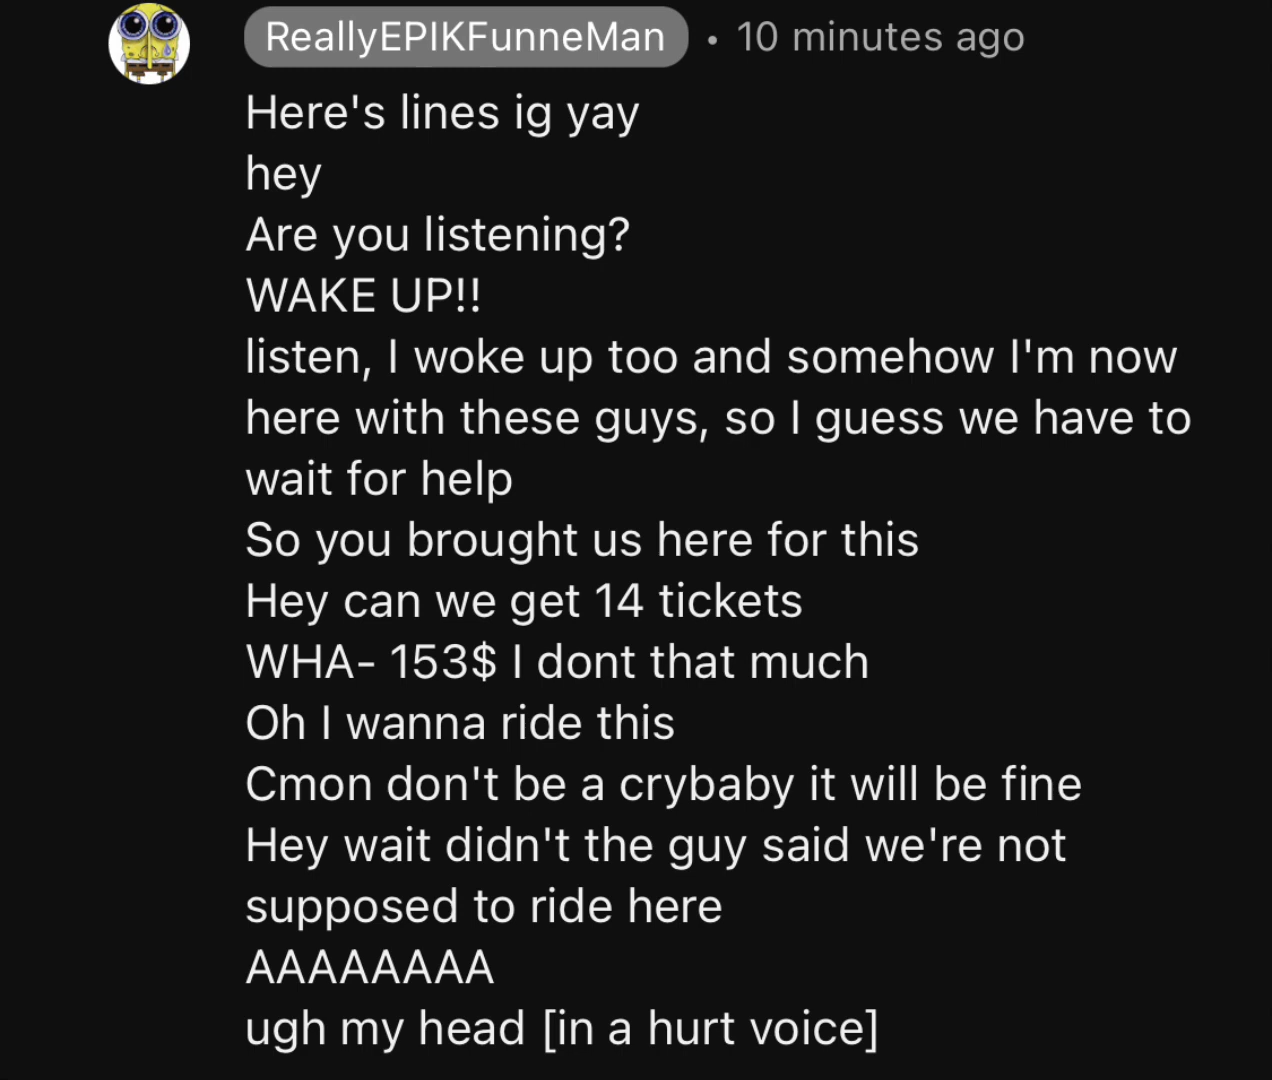 ReallyEPIKFunneMan • 10 minutes ago
Here's lines ig yay
hey
Are you listening?
WAKE UP!!
listen, I woke up too and somehow I'm now
here with these guys, so I guess we have to
wait for help
So you brought us here for this
Hey can we get 14 tickets
WHA- 153$ I dont that much
Oh I wanna ride this
Cmon don't be a crybaby it will be fine
Hey wait didn't the guy said we're not
supposed to ride here
AAAAAAAA
ugh my head [in a hurt voice]